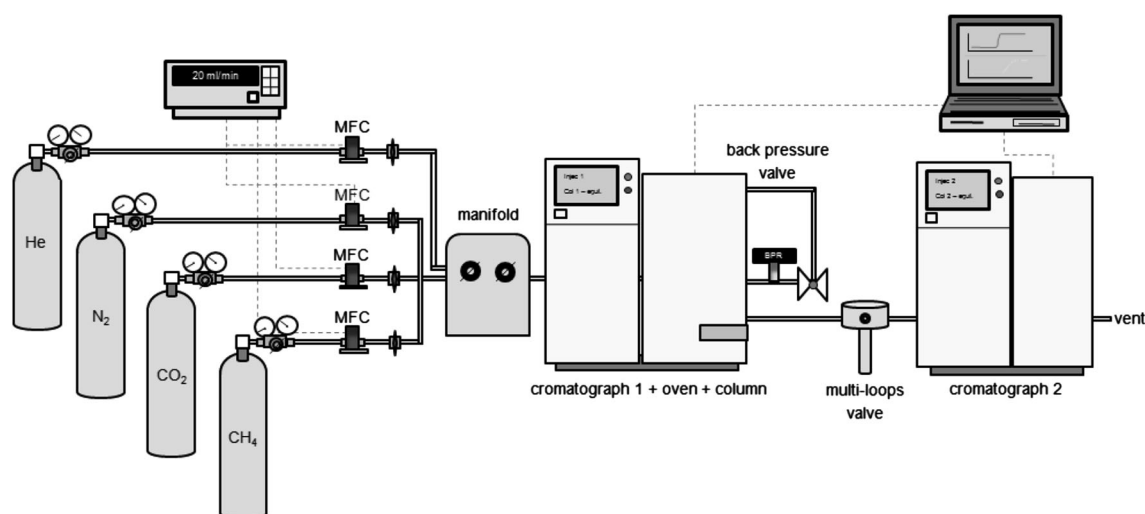 20 ml/min
MFC
MFC
MFC
MFC
He
N₂
CO₂
CH₄
manifold
Injec 1
Col 1 – equil.
cromatograph 1 + oven + column
back pressure
valve
BPR
multi-loops
valve
Injec 2
Col 2 – equil.
cromatograph 2
vent